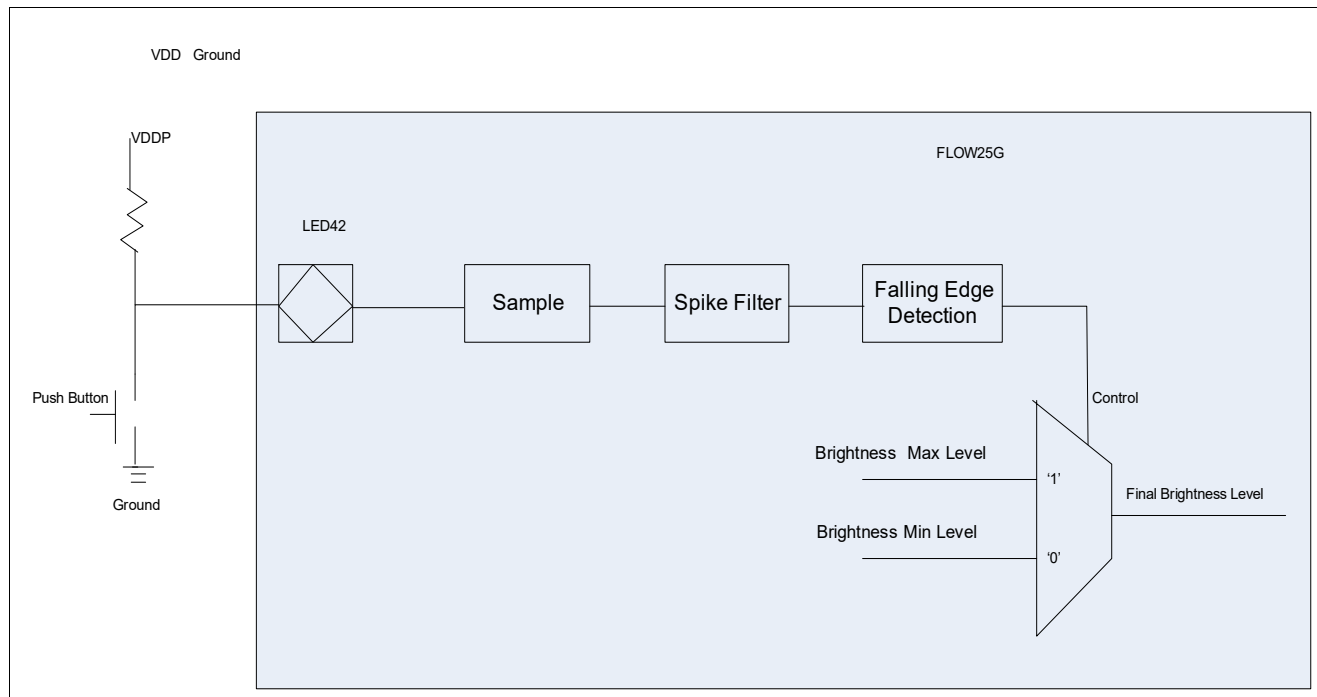 VDD Ground
VDDP
FLOW25G
LED42
Sample
Spike Filter
Falling Edge
Detection
Push Button
Control
Brightness Max Level
'1'
Final Brightness Level
Ground
Brightness Min Level
'0'